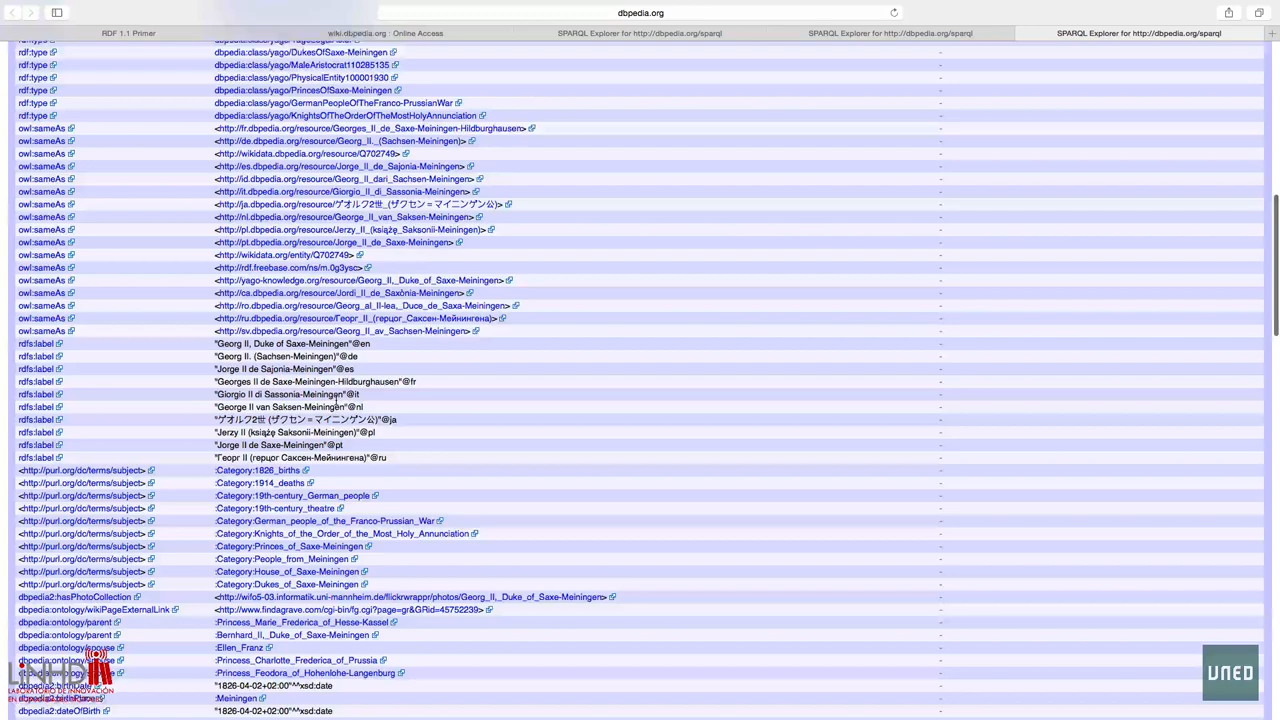 dbpedia.org
RDF 1.1 Primer
wiki.dbpedia.org : Online Access
SPARQL Explorer for http://dbpedia.org/sparql
SPARQL Explorer for http://dbpedia.org/sparql
SPARQL Explorer for http://dbpedia.org/sparql
rdf:type dbpedia:class/yago/DukesOfSaxe-Meiningen -
rdf:type dbpedia:class/yago/MaleAristocrat110285135 -
rdf:type dbpedia:class/yago/PhysicalEntity100001930 -
rdf:type dbpedia:class/yago/PrincesOfSaxe-Meiningen -
rdf:type dbpedia:class/yago/GermanPeopleOfTheFranco-PrussianWar -
rdf:type dbpedia:class/yago/KnightsOfTheOrderOfTheMostHolyAnnunciation -
owl:sameAs <http://fr.dbpedia.org/resource/Georges_II_de_Saxe-Meiningen-Hildburghausen> -
owl:sameAs <http://de.dbpedia.org/resource/Georg_II._(Sachsen-Meiningen)> -
owl:sameAs <http://wikidata.dbpedia.org/resource/Q702749> -
owl:sameAs <http://es.dbpedia.org/resource/Jorge_II_de_Sajonia-Meiningen> -
owl:sameAs <http://id.dbpedia.org/resource/Georg_II_dari_Sachsen-Meiningen> -
owl:sameAs <http://it.dbpedia.org/resource/Giorgio_II_di_Sassonia-Meiningen> -
owl:sameAs <http://ja.dbpedia.org/resource/ゲオルク2世_(ザクセン＝マイニンゲン公)> -
owl:sameAs <http://nl.dbpedia.org/resource/George_II_van_Saksen-Meiningen> -
owl:sameAs <http://pl.dbpedia.org/resource/Jerzy_II_(książę_Saksonii-Meiningen)> -
owl:sameAs <http://pt.dbpedia.org/resource/Jorge_II_de_Saxe-Meiningen> -
owl:sameAs <http://wikidata.org/entity/Q702749> -
owl:sameAs <http://rdf.freebase.com/ns/m.0g3ysc> -
owl:sameAs <http://yago-knowledge.org/resource/Georg_II,_Duke_of_Saxe-Meiningen> -
owl:sameAs <http://ca.dbpedia.org/resource/Jordi_II_de_Saxònia-Meiningen> -
owl:sameAs <http://ro.dbpedia.org/resource/Georg_al_II-lea,_Duce_de_Saxa-Meiningen> -
owl:sameAs <http://ru.dbpedia.org/resource/Георг_II_(герцог_Саксен-Мейнингена)> -
owl:sameAs <http://sv.dbpedia.org/resource/Georg_II_av_Sachsen-Meiningen> -
rdfs:label "Georg II, Duke of Saxe-Meiningen"@en -
rdfs:label "Georg II. (Sachsen-Meiningen)"@de -
rdfs:label "Jorge II de Sajonia-Meiningen"@es -
rdfs:label "Georges II de Saxe-Meiningen-Hildburghausen"@fr -
rdfs:label "Giorgio II di Sassonia-Meiningen"@it -
rdfs:label "George II van Saksen-Meiningen"@nl -
rdfs:label "ゲオルク2世 (ザクセン＝マイニンゲン公)"@ja -
rdfs:label "Jerzy II (książę Saksonii-Meiningen)"@pl -
rdfs:label "Jorge II de Saxe-Meiningen"@pt -
rdfs:label "Георг II (герцог Саксен-Мейнингена)"@ru -
<http://purl.org/dc/terms/subject> :Category:1826_births -
<http://purl.org/dc/terms/subject> :Category:1914_deaths -
<http://purl.org/dc/terms/subject> :Category:19th-century_German_people -
<http://purl.org/dc/terms/subject> :Category:19th-century_theatre -
<http://purl.org/dc/terms/subject> :Category:German_people_of_the_Franco-Prussian_War -
<http://purl.org/dc/terms/subject> :Category:Knights_of_the_Order_of_the_Most_Holy_Annunciation -
<http://purl.org/dc/terms/subject> :Category:Princes_of_Saxe-Meiningen -
<http://purl.org/dc/terms/subject> :Category:People_from_Meiningen -
<http://purl.org/dc/terms/subject> :Category:House_of_Saxe-Meiningen -
<http://purl.org/dc/terms/subject> :Category:Dukes_of_Saxe-Meiningen -
dbpedia2:hasPhotoCollection <http://wifo5-03.informatik.uni-mannheim.de/flickrwrappr/photos/Georg_II,_Duke_of_Saxe-Meiningen> -
dbpedia:ontology/wikiPageExternalLink <http://www.findagrave.com/cgi-bin/fg.cgi?page=gr&GRid=45752239> -
dbpedia:ontology/parent :Princess_Marie_Frederica_of_Hesse-Kassel -
dbpedia:ontology/parent :Bernhard_II,_Duke_of_Saxe-Meiningen -
dbpedia:ontology/spouse :Ellen_Franz -
dbpedia:ontology/spouse :Princess_Charlotte_Frederica_of_Prussia -
dbpedia:ontology/spouse :Princess_Feodora_of_Hohenlohe-Langenburg -
dbpedia2:birthDate "1826-04-02+02:00"^^xsd:date -
dbpedia2:birthPlace :Meiningen -
dbpedia2:dateOfBirth "1826-04-02+02:00"^^xsd:date -
LINHD
LABORATORIO DE INNOVACIÓN
UNED